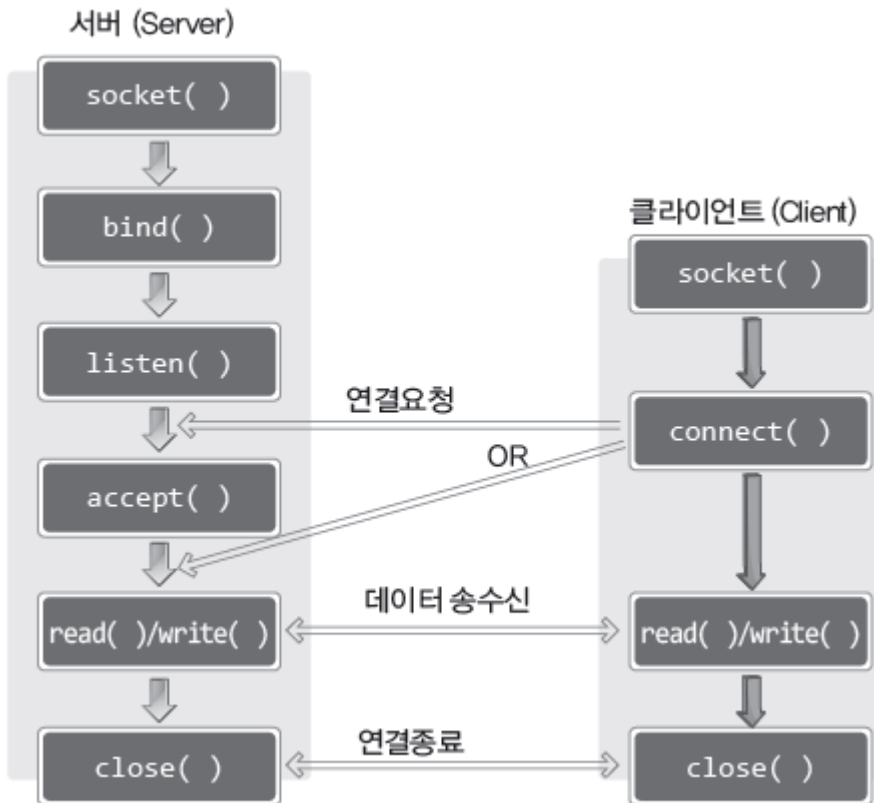 서버 (Server)
socket( )
bind( )
listen( )
accept( )
read( )/write( )
close( )
클라이언트 (Client)
socket( )
connect( )
read( )/write( )
close( )
연결요청
OR
데이터 송수신
연결종료